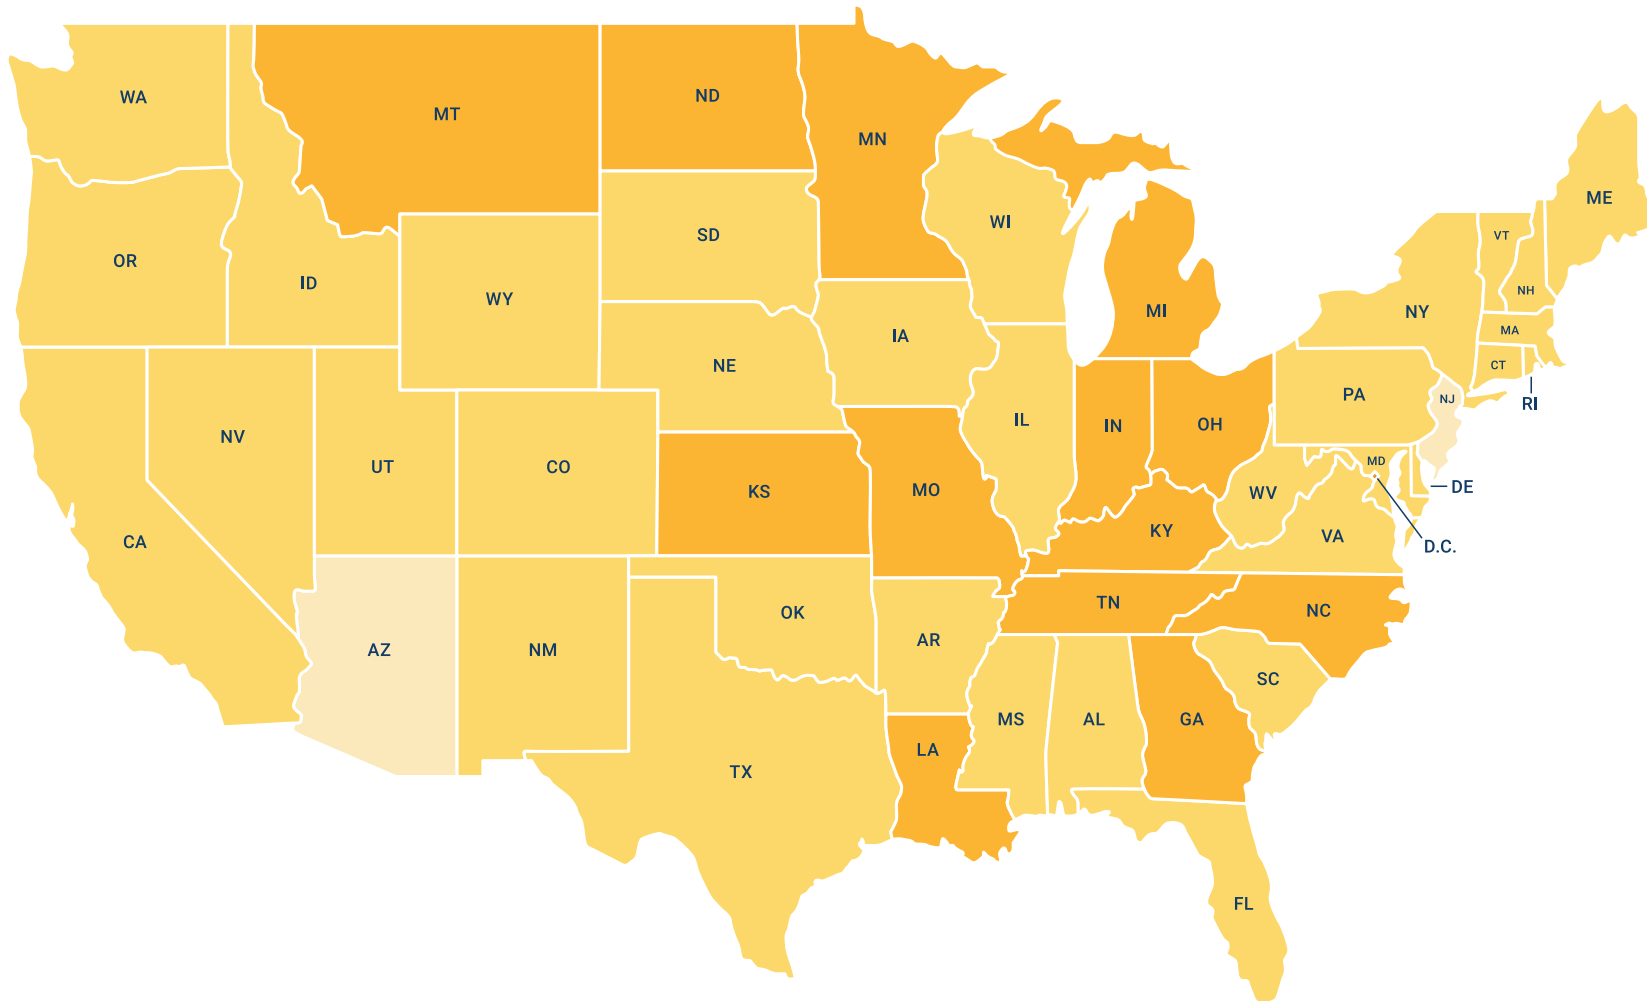 WA
MT
ND
MN
ME
OR
ID
WY
SD
WI
VT
NH
NY
MA
MI
IA
CT
NE
PA
NJ
RI
NV
UT
CO
IL
IN
OH
KS
MO
WV
MD
DE
CA
KY
VA
D.C.
OK
TN
NC
AZ
NM
AR
SC
MS
AL
GA
LA
TX
FL